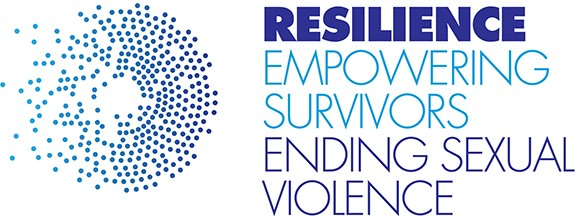 RESILIENCE
EMPOWERING
SURVIVORS
ENDING SEXUAL
VIOLENCE